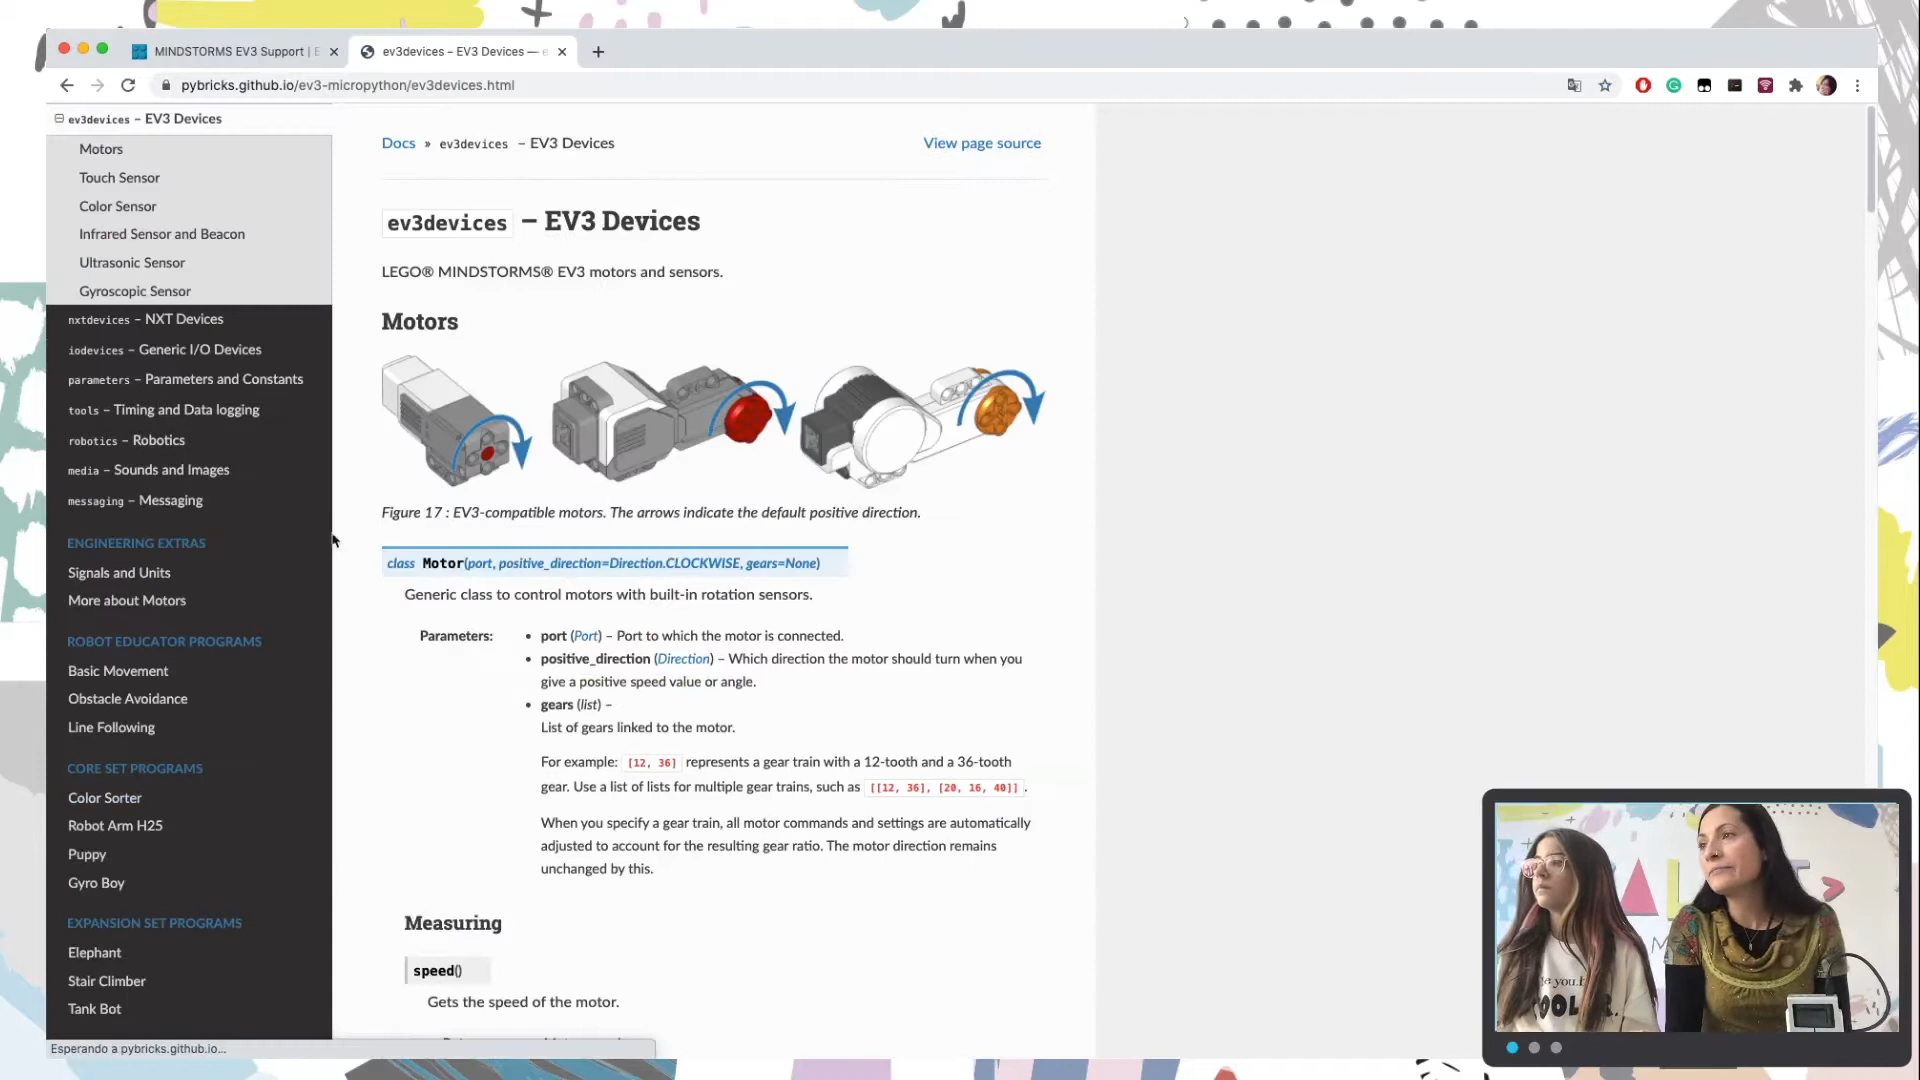 MINDSTORMS EV3 Support | E
ev3devices – EV3 Devices — e
pybricks.github.io/ev3-micropython/ev3devices.html
ev3devices – EV3 Devices
Motors
Touch Sensor
Color Sensor
Infrared Sensor and Beacon
Ultrasonic Sensor
Gyroscopic Sensor
nxtdevices – NXT Devices
iodevices – Generic I/O Devices
parameters – Parameters and Constants
tools – Timing and Data logging
robotics – Robotics
media – Sounds and Images
messaging – Messaging
ENGINEERING EXTRAS
Signals and Units
More about Motors
ROBOT EDUCATOR PROGRAMS
Basic Movement
Obstacle Avoidance
Line Following
CORE SET PROGRAMS
Color Sorter
Robot Arm H25
Puppy
Gyro Boy
EXPANSION SET PROGRAMS
Elephant
Stair Climber
Tank Bot
Esperando a pybricks.github.io...
Docs » ev3devices – EV3 Devices
View page source
ev3devices – EV3 Devices
LEGO® MINDSTORMS® EV3 motors and sensors.
Motors
Figure 17 : EV3-compatible motors. The arrows indicate the default positive direction.
class Motor(port, positive_direction=Direction.CLOCKWISE, gears=None)
Generic class to control motors with built-in rotation sensors.
Parameters:
• port (Port) – Port to which the motor is connected.
• positive_direction (Direction) – Which direction the motor should turn when you
give a positive speed value or angle.
• gears (list) –
List of gears linked to the motor.
For example: [12, 36] represents a gear train with a 12-tooth and a 36-tooth
gear. Use a list of lists for multiple gear trains, such as [[12, 36], [20, 16, 40]] .
When you specify a gear train, all motor commands and settings are automatically
adjusted to account for the resulting gear ratio. The motor direction remains
unchanged by this.
Measuring
speed()
Gets the speed of the motor.